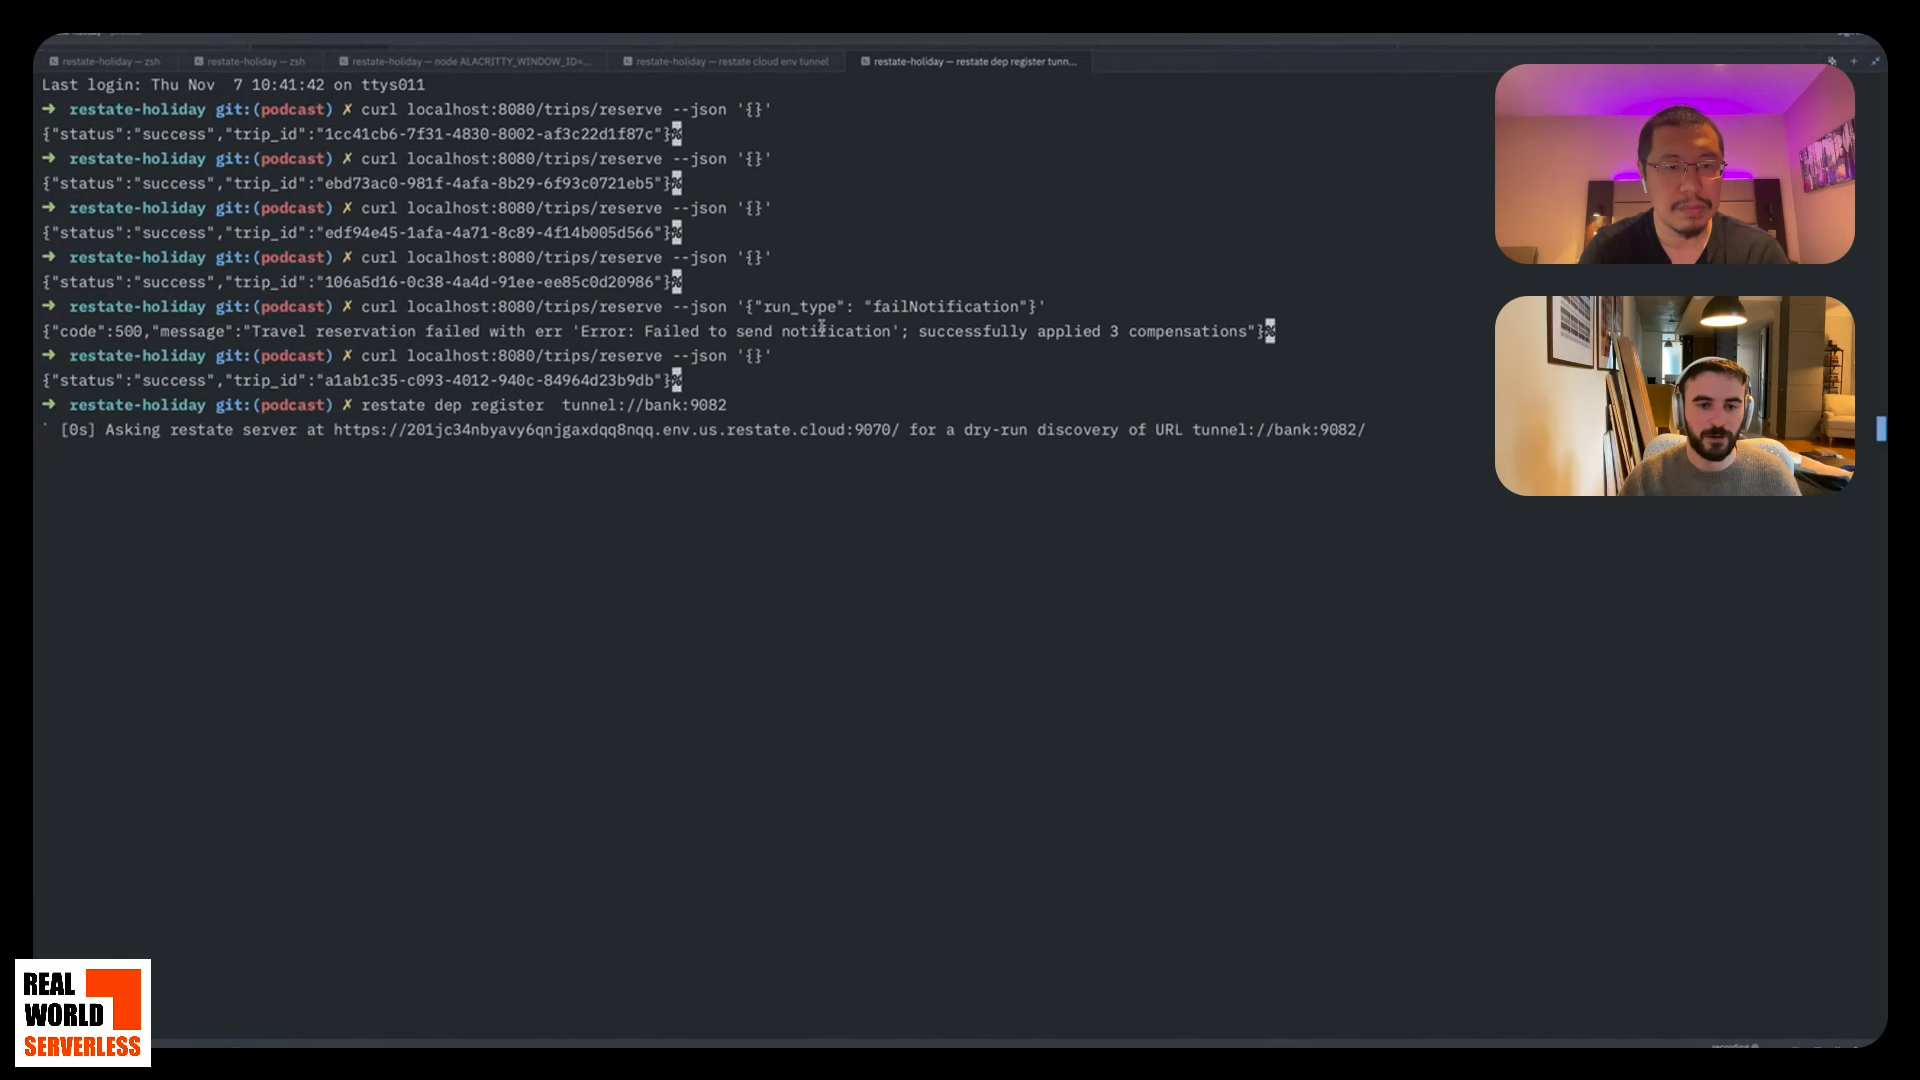 restate-holiday — zsh
restate-holiday — zsh
restate-holiday — node ALACRITTY_WINDOW_ID=...
restate-holiday — restate cloud env tunnel
restate-holiday — restate dep register tunn...
Last login: Thu Nov  7 10:41:42 on ttys011
➜  restate-holiday git:(podcast) ✗ curl localhost:8080/trips/reserve --json '{}'
{"status":"success","trip_id":"1cc41cb6-7f31-4830-8002-af3c22d1f87c"}%
➜  restate-holiday git:(podcast) ✗ curl localhost:8080/trips/reserve --json '{}'
{"status":"success","trip_id":"ebd73ac0-981f-4afa-8b29-6f93c0721eb5"}%
➜  restate-holiday git:(podcast) ✗ curl localhost:8080/trips/reserve --json '{}'
{"status":"success","trip_id":"edf94e45-1afa-4a71-8c89-4f14b005d566"}%
➜  restate-holiday git:(podcast) ✗ curl localhost:8080/trips/reserve --json '{}'
{"status":"success","trip_id":"106a5d16-0c38-4a4d-91ee-ee85c0d20986"}%
➜  restate-holiday git:(podcast) ✗ curl localhost:8080/trips/reserve --json '{"run_type": "failNotification"}'
{"code":500,"message":"Travel reservation failed with err 'Error: Failed to send notification'; successfully applied 3 compensations"}%
➜  restate-holiday git:(podcast) ✗ curl localhost:8080/trips/reserve --json '{}'
{"status":"success","trip_id":"a1ab1c35-c093-4012-940c-84964d23b9db"}%
➜  restate-holiday git:(podcast) ✗ restate dep register  tunnel://bank:9082
[0s] Asking restate server at https://201jc34nbyavy6qnjgaxdqq8nqq.env.us.restate.cloud:9070/ for a dry-run discovery of URL tunnel://bank:9082/
REAL
WORLD
SERVERLESS